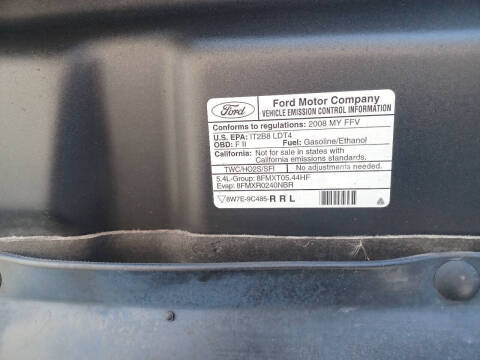 Ford
Ford Motor Company
VEHICLE EMISSION CONTROL INFORMATION
Conforms to regulations: 2008 MY FFV
U.S. EPA: IT2B8 LDT4
OBD: F II Fuel: Gasoline/Ethanol
California: Not for sale in states with
California emissions standards.
TWC/HO2S/SFI No adjustments needed.
5.4L-Group: 8FMXT05.44HF
Evap: 8FMXR0240NBR
8W7E-9C485-RRL